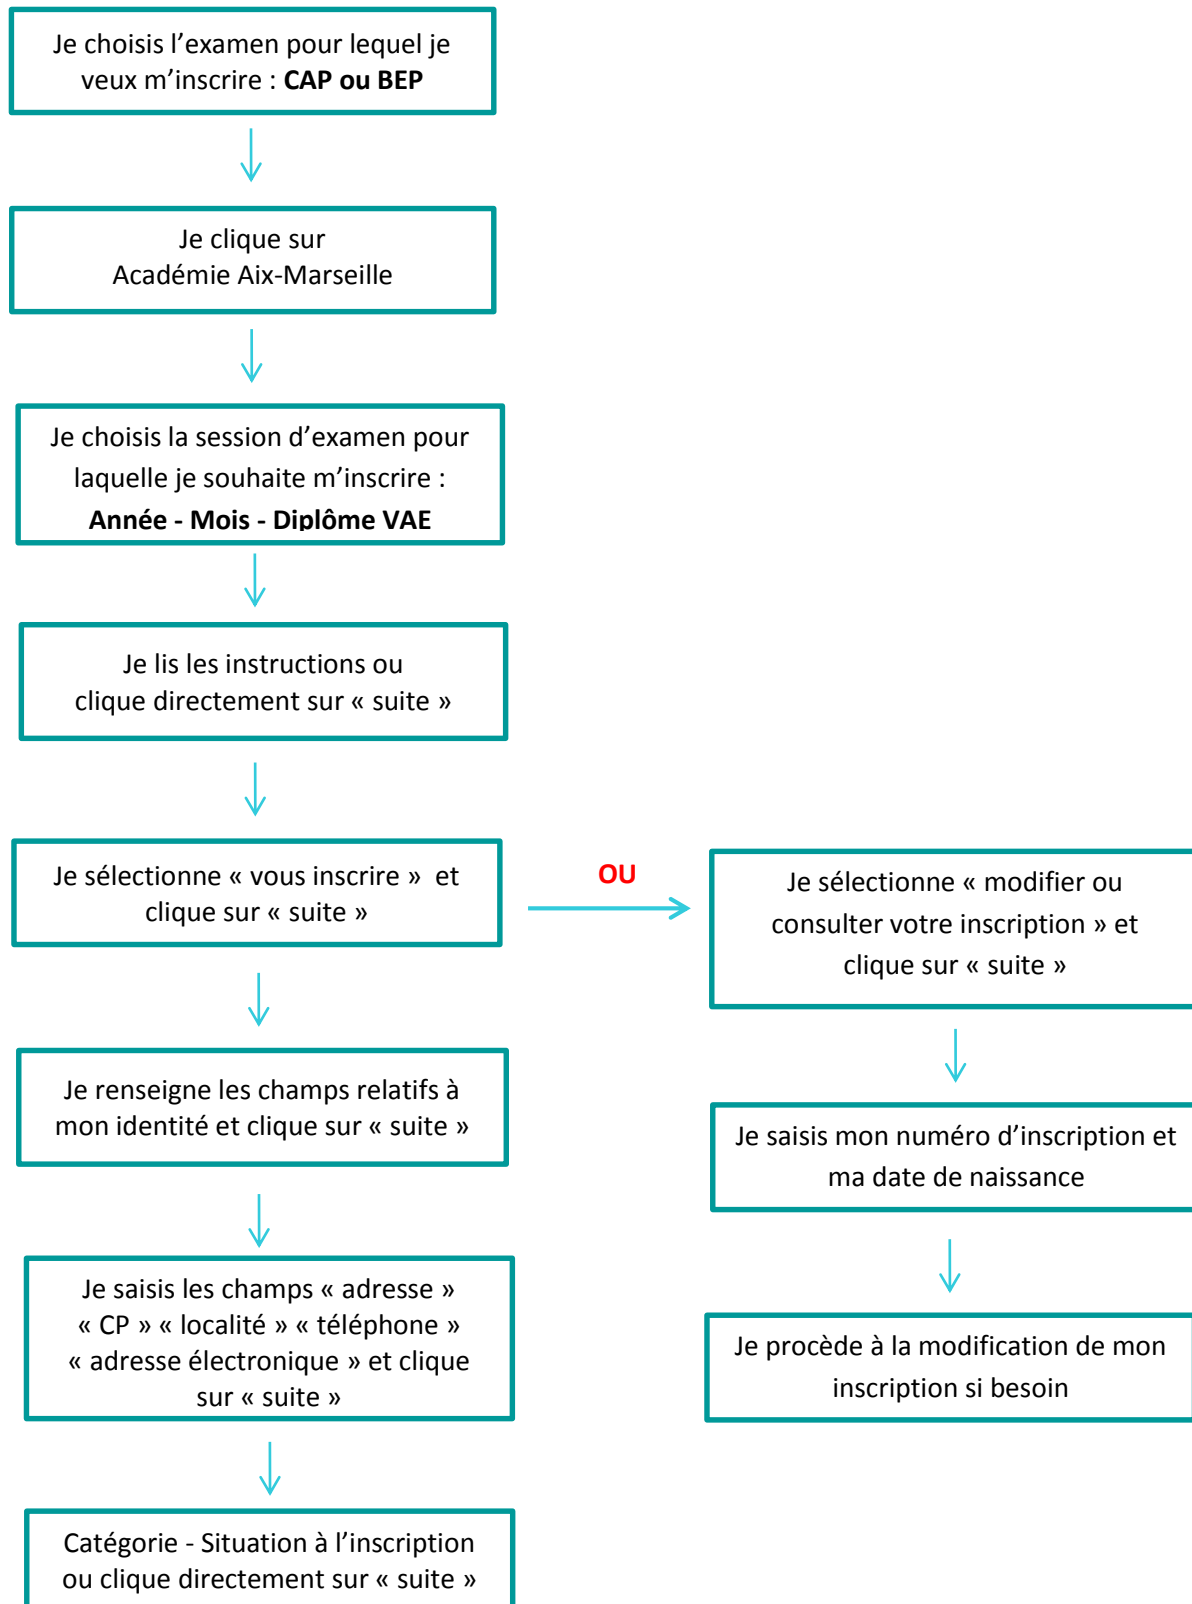 Je choisis l’examen pour lequel je
veux m’inscrire : CAP ou BEP
Je clique sur
Académie Aix-Marseille
Je choisis la session d’examen pour
laquelle je souhaite m’inscrire :
Année - Mois - Diplôme VAE
Je lis les instructions ou
clique directement sur « suite »
Je sélectionne « vous inscrire » et
clique sur « suite »
OU
Je sélectionne « modifier ou
consulter votre inscription » et
clique sur « suite »
Je renseigne les champs relatifs à
mon identité et clique sur « suite »
Je saisis mon numéro d’inscription et
ma date de naissance
Je saisis les champs « adresse »
« CP » « localité » « téléphone »
« adresse électronique » et clique
sur « suite »
Je procède à la modification de mon
inscription si besoin
Catégorie - Situation à l’inscription
ou clique directement sur « suite »